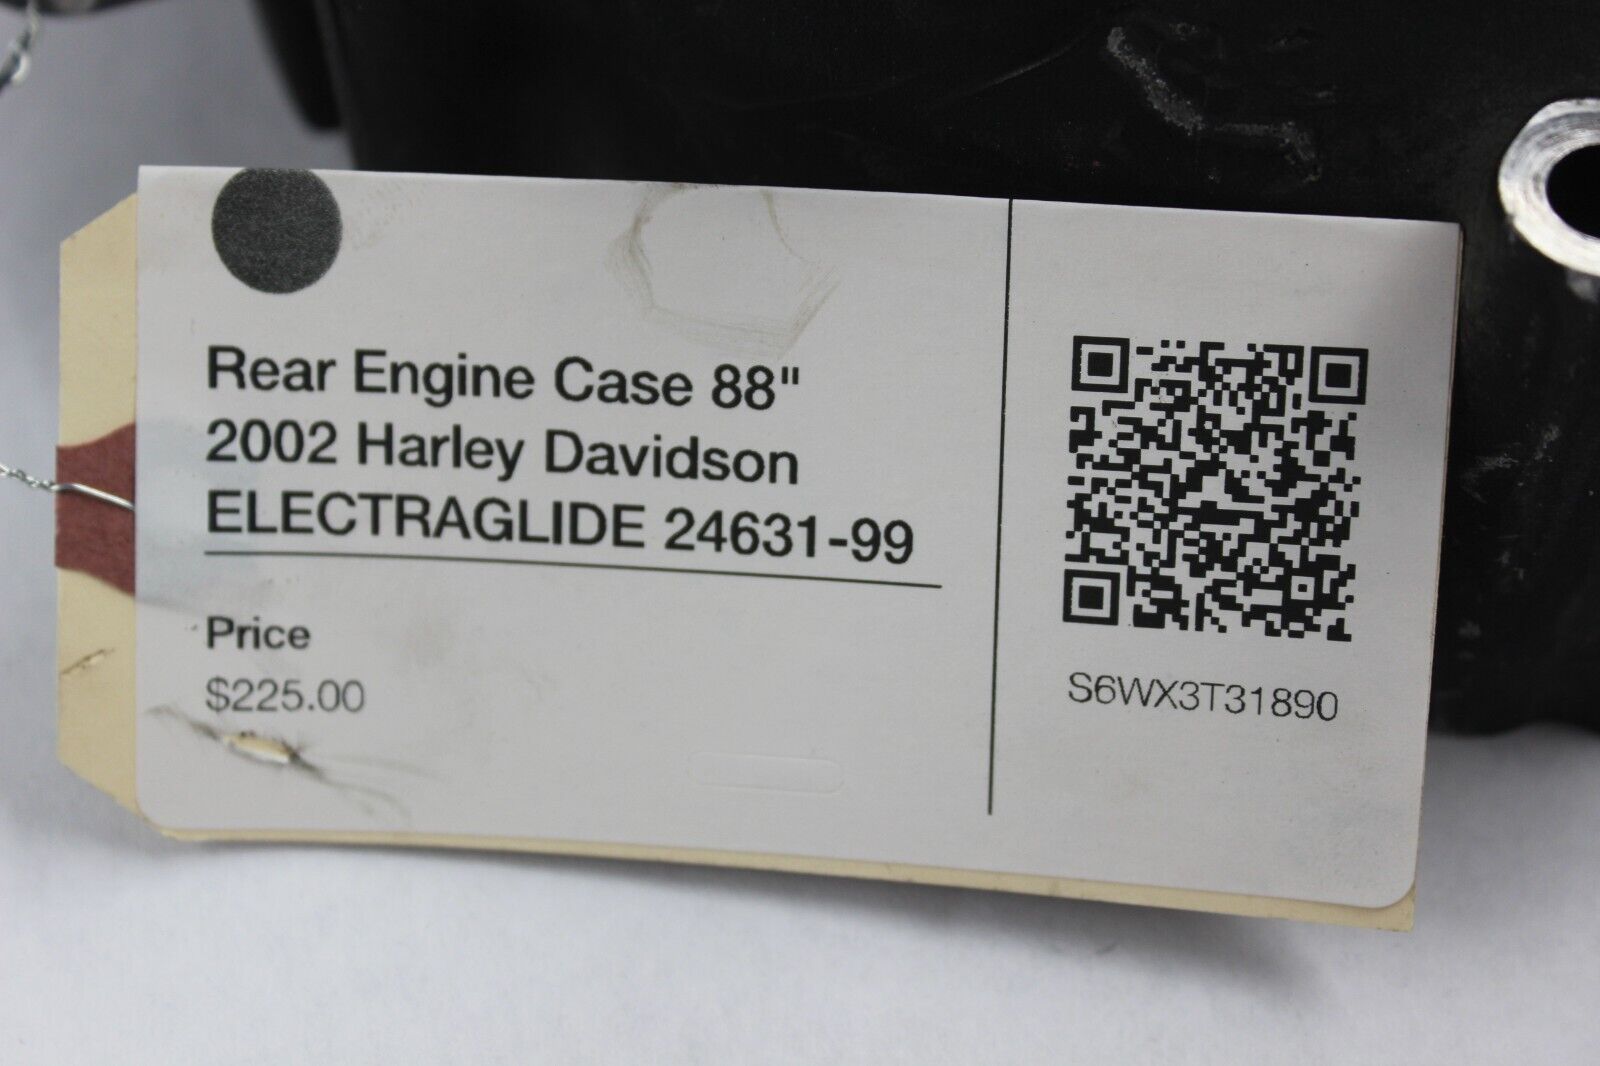 Rear Engine Case 88"
2002 Harley Davidson
ELECTRAGLIDE 24631-99
Price
$225.00
S6WX3T31890